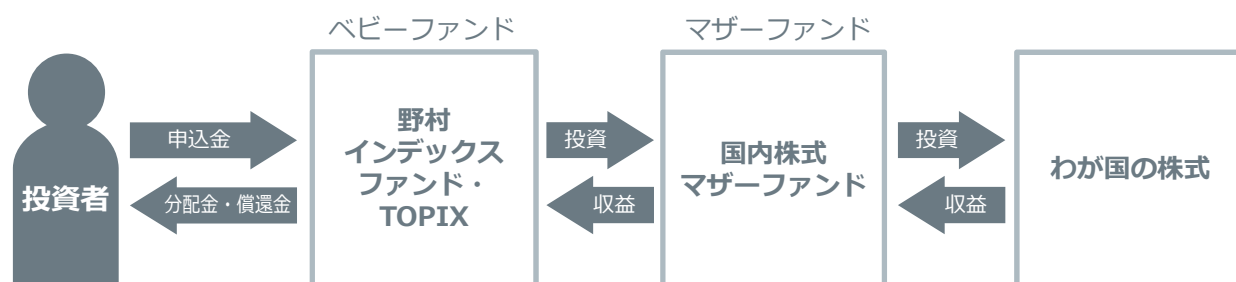 ベビーファンド
マザーファンド
投資者
申込金
分配金・償還金
野村
インデックス
ファンド・
TOPIX
投資
収益
国内株式
マザーファンド
投資
収益
わが国の株式